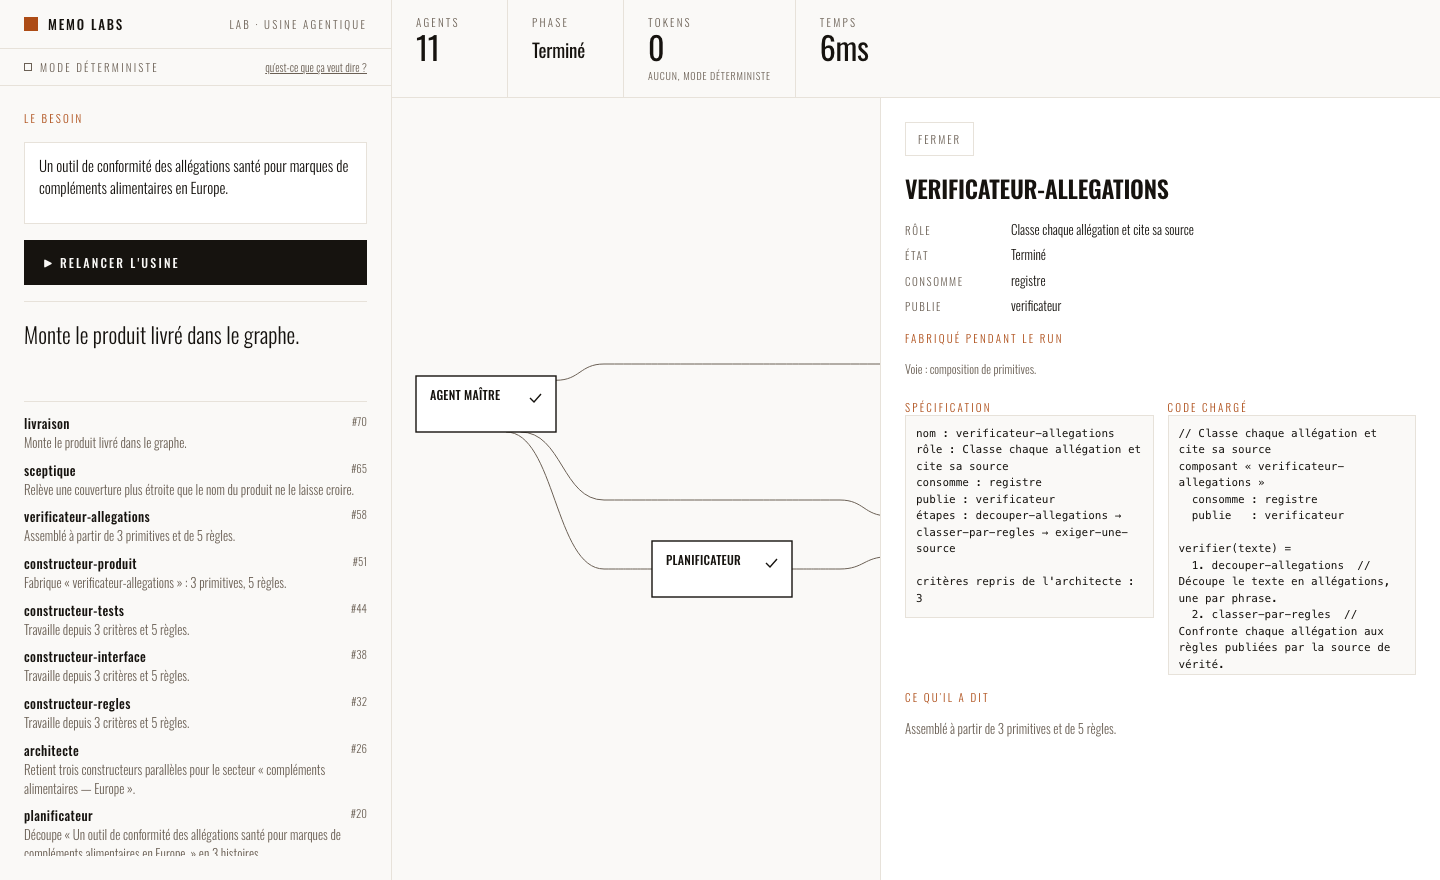 MEMO LABS
LAB · USINE AGENTIQUE
MODE DÉTERMINISTE
qu'est-ce que ça veut dire ?
LE BESOIN
Un outil de conformité des allégations santé pour marques de
compléments alimentaires en Europe.
► RELANCER L'USINE
Monte le produit livré dans le graphe.
livraison
#70
Monte le produit livré dans le graphe.
sceptique
#65
Relève une couverture plus étroite que le nom du produit ne le laisse croire.
verificateur-allegations
#58
Assemblé à partir de 3 primitives et de 5 règles.
constructeur-produit
#51
Fabrique « verificateur-allegations » : 3 primitives, 5 règles.
constructeur-tests
#44
Travaille depuis 3 critères et 5 règles.
constructeur-interface
#38
Travaille depuis 3 critères et 5 règles.
constructeur-regles
#32
Travaille depuis 3 critères et 5 règles.
architecte
#26
Retient trois constructeurs parallèles pour le secteur « compléments
alimentaires — Europe ».
planificateur
#20
Découpe « Un outil de conformité des allégations santé pour marques de
compléments alimentaires en Europe. » en 3 histoires.
AGENTS
11
PHASE
Terminé
TOKENS
0
AUCUN, MODE DÉTERMINISTE
TEMPS
6ms
AGENT MAÎTRE
PLANIFICATEUR
FERMER
VERIFICATEUR-ALLEGATIONS
RÔLE
Classe chaque allégation et cite sa source
ÉTAT
Terminé
CONSOMME
registre
PUBLIE
verificateur
FABRIQUÉ PENDANT LE RUN
Voie : composition de primitives.
SPÉCIFICATION
nom : verificateur-allegations
rôle : Classe chaque allégation et
cite sa source
consomme : registre
publie : verificateur
étapes : decouper-allegations →
classer-par-regles → exiger-une-
source
critères repris de l'architecte :
3
CODE CHARGÉ
// Classe chaque allégation et
cite sa source
composant « verificateur-
allegations »
consomme : registre
publie   : verificateur
verifier(texte) =
1. decouper-allegations  //
Découpe le texte en allégations,
une par phrase.
2. classer-par-regles  //
Confronte chaque allégation aux
règles publiées par la source de
vérité.
CE QU'IL A DIT
Assemblé à partir de 3 primitives et de 5 règles.